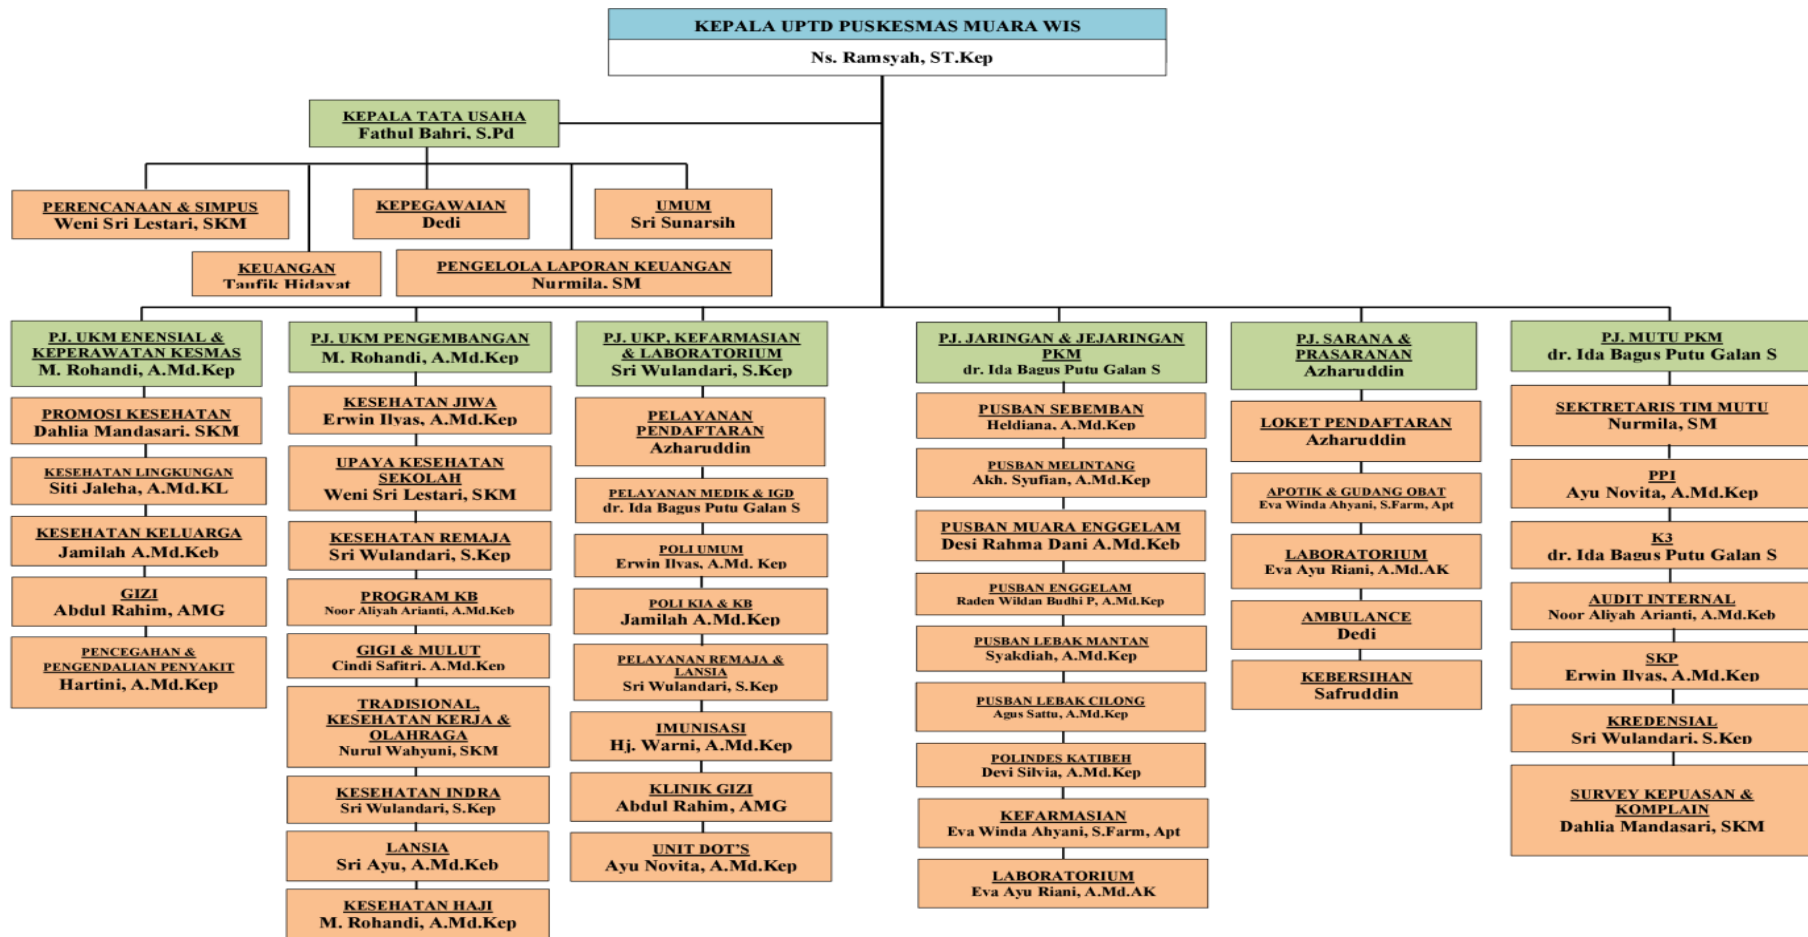 KEPALA UPTD PUSKESMAS MUARA WIS
Ns. Ramsyah, ST.Kep
KEPALA TATA USAHA
Fathul Bahri, S.Pd
PERENCANAAN & SIMPUS
Weni Sri Lestari, SKM
KEPEGAWAIAN
Dedi
UMUM
Sri Sunarsih
KEUANGAN
Taufik Hidayat
PENGELOLA LAPORAN KEUANGAN
Nurmila, SM
PJ. UKM ENENSIAL &
KEPERAWATAN KESMAS
M. Rohandi, A.Md.Kep
PROMOSI KESEHATAN
Dahlia Mandasari, SKM
KESEHATAN LINGKUNGAN
Siti Jaleha, A.Md.KL
KESEHATAN KELUARGA
Jamilah A.Md.Keb
GIZI
Abdul Rahim, AMG
PENCEGAHAN &
PENGENDALIAN PENYAKIT
Hartini, A.Md.Kep
PJ. UKM PENGEMBANGAN
M. Rohandi, A.Md.Kep
KESEHATAN JIWA
Erwin Ilyas, A.Md.Kep
UPAYA KESEHATAN
SEKOLAH
Weni Sri Lestari, SKM
KESEHATAN REMAJA
Sri Wulandari, S.Kep
PROGRAM KB
Noor Aliyah Arianti, A.Md.Keb
GIGI & MULUT
Cindi Safitri, A.Md.Kep
TRADISIONAL,
KESEHATAN KERJA &
OLAHRAGA
Nurul Wahyuni, SKM
KESEHATAN INDRA
Sri Wulandari, S.Kep
LANSIA
Sri Ayu, A.Md.Keb
KESEHATAN HAJI
M. Rohandi, A.Md.Kep
PJ. UKP, KEFARMASIAN
& LABORATORIUM
Sri Wulandari, S.Kep
PELAYANAN
PENDAFTARAN
Azharuddin
PELAYANAN MEDIK & IGD
dr. Ida Bagus Putu Galan S
POLI UMUM
Erwin Ilyas, A.Md. Kep
POLI KIA & KB
Jamilah A.Md.Kep
PELAYANAN REMAJA &
LANSIA
Sri Wulandari, S.Kep
IMUNISASI
Hj. Warni, A.Md.Kep
KLINIK GIZI
Abdul Rahim, AMG
UNIT DOT'S
Ayu Novita, A.Md.Kep
PJ. JARINGAN & JEJARINGAN
PKM
dr. Ida Bagus Putu Galan S
PUSBAN SEBEMBAN
Heldiana, A.Md.Kep
PUSBAN MELINTANG
Akh. Syufian, A.Md.Kep
PUSBAN MUARA ENGGELAM
Desi Rahma Dani A.Md.Keb
PUSBAN ENGGELAM
Raden Wildan Budhi P, A.Md.Kep
PUSBAN LEBAK MANTAN
Syakdiah, A.Md.Kep
PUSBAN LEBAK CILONG
Agus Sattu, A.Md.Kep
POLINDES KATIBEH
Devi Silvia, A.Md.Kep
KEFARMASIAN
Eva Winda Ahyani, S.Farm, Apt
LABORATORIUM
Eva Ayu Riani, A.Md.AK
PJ. SARANA &
PRASARANAN
Azharuddin
LOKET PENDAFTARAN
Azharuddin
APOTIK & GUDANG OBAT
Eva Winda Ahyani, S.Farm, Apt
LABORATORIUM
Eva Ayu Riani, A.Md.AK
AMBULANCE
Dedi
KEBERSIHAN
Safruddin
PJ. MUTU PKM
dr. Ida Bagus Putu Galan S
SEKTRETARIS TIM MUTU
Nurmila, SM
PPI
Ayu Novita, A.Md.Kep
K3
dr. Ida Bagus Putu Galan S
AUDIT INTERNAL
Noor Aliyah Arianti, A.Md.Keb
SKP
Erwin Ilyas, A.Md.Kep
KREDENSIAL
Sri Wulandari, S.Kep
SURVEY KEPUASAN &
KOMPLAIN
Dahlia Mandasari, SKM